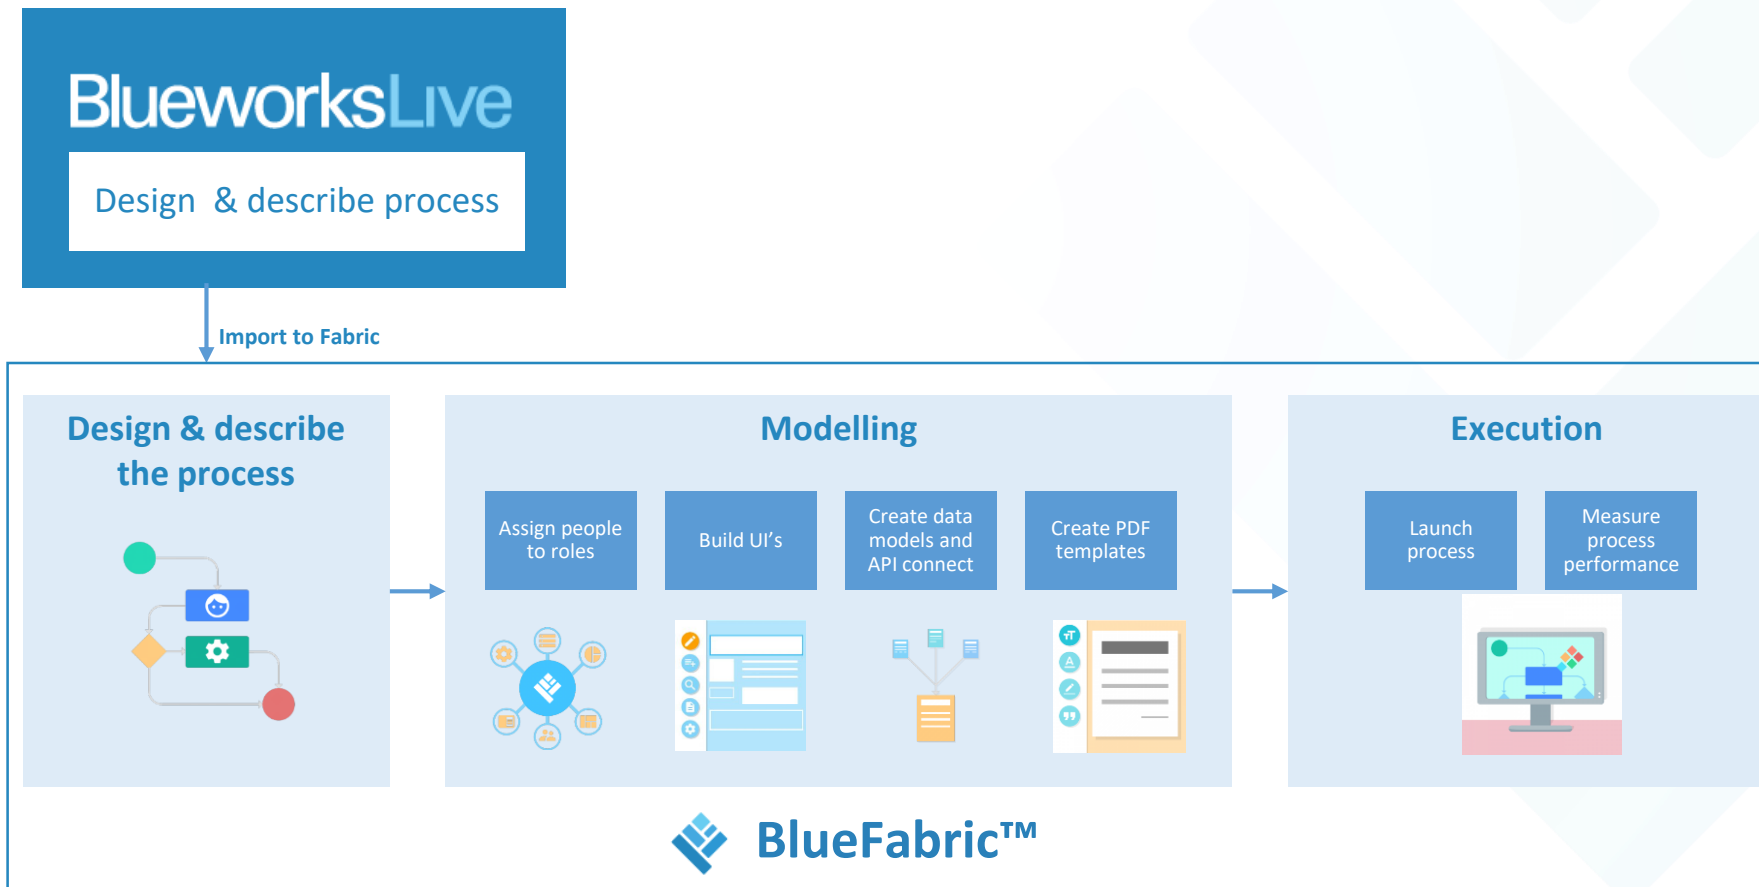 BlueworksLive
Design & describe process
Import to Fabric
Design & describe
the process
Modelling
Assign people
to roles
Build UI's
Create data
models and
API connect
Create PDF
templates
Execution
Launch
process
Measure
process
performance
BlueFabric™